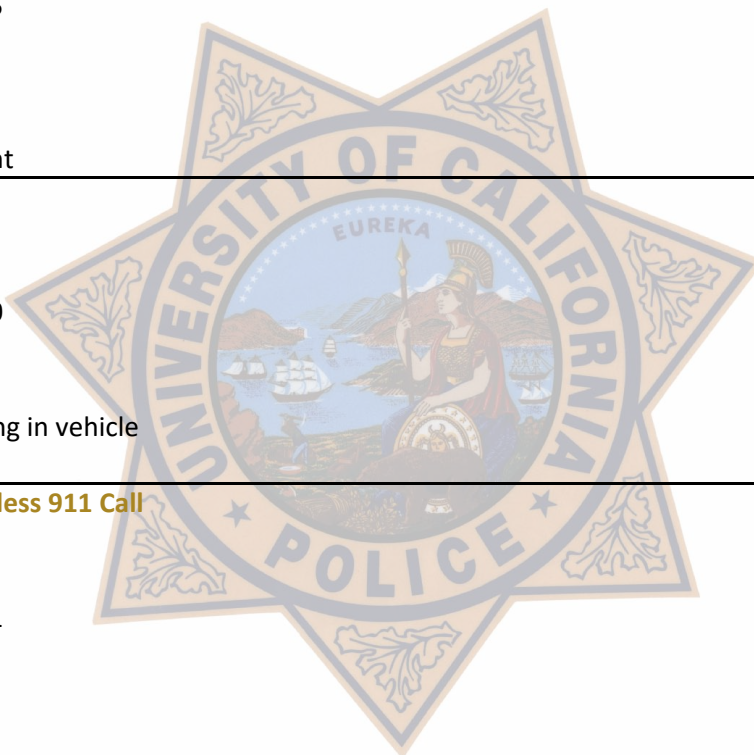 nt
UNIVERSITY OF CALIFORNIA
EUREKA
ng in vehicle
less 911 Call
POLICE